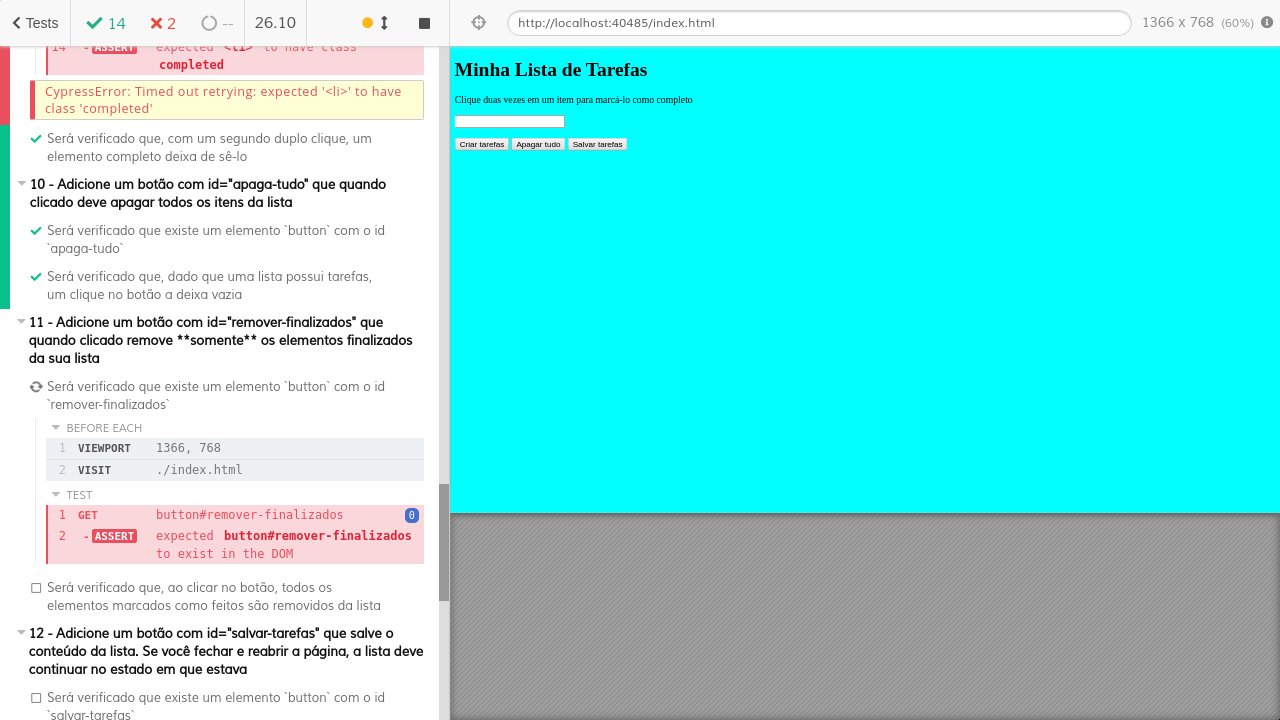 Tests 14 2 -- 26.10
http://localhost:40485/index.html 1366 x 768 (60%)
14 - ASSERT expected <li> to have class
completed
CypressError: Timed out retrying: expected '<li>' to have
class 'completed'
Será verificado que, com um segundo duplo clique, um
elemento completo deixa de sê-lo
10 - Adicione um botão com id="apaga-tudo" que quando
clicado deve apagar todos os itens da lista
Será verificado que existe um elemento `button` com o id
`apaga-tudo`
Será verificado que, dado que uma lista possui tarefas,
um clique no botão a deixa vazia
11 - Adicione um botão com id="remover-finalizados" que
quando clicado remove **somente** os elementos finalizados
da sua lista
Será verificado que existe um elemento `button` com o id
`remover-finalizados`
BEFORE EACH
1 VIEWPORT 1366, 768
2 VISIT ./index.html
TEST
1 GET button#remover-finalizados 0
2 - ASSERT expected button#remover-finalizados
to exist in the DOM
Será verificado que, ao clicar no botão, todos os
elementos marcados como feitos são removidos da lista
12 - Adicione um botão com id="salvar-tarefas" que salve o
conteúdo da lista. Se você fechar e reabrir a página, a lista deve
continuar no estado em que estava
Será verificado que existe um elemento `button` com o id
`salvar-tarefas`
Minha Lista de Tarefas
Clique duas vezes em um item para marcá-lo como completo
Criar tarefas Apagar tudo Salvar tarefas